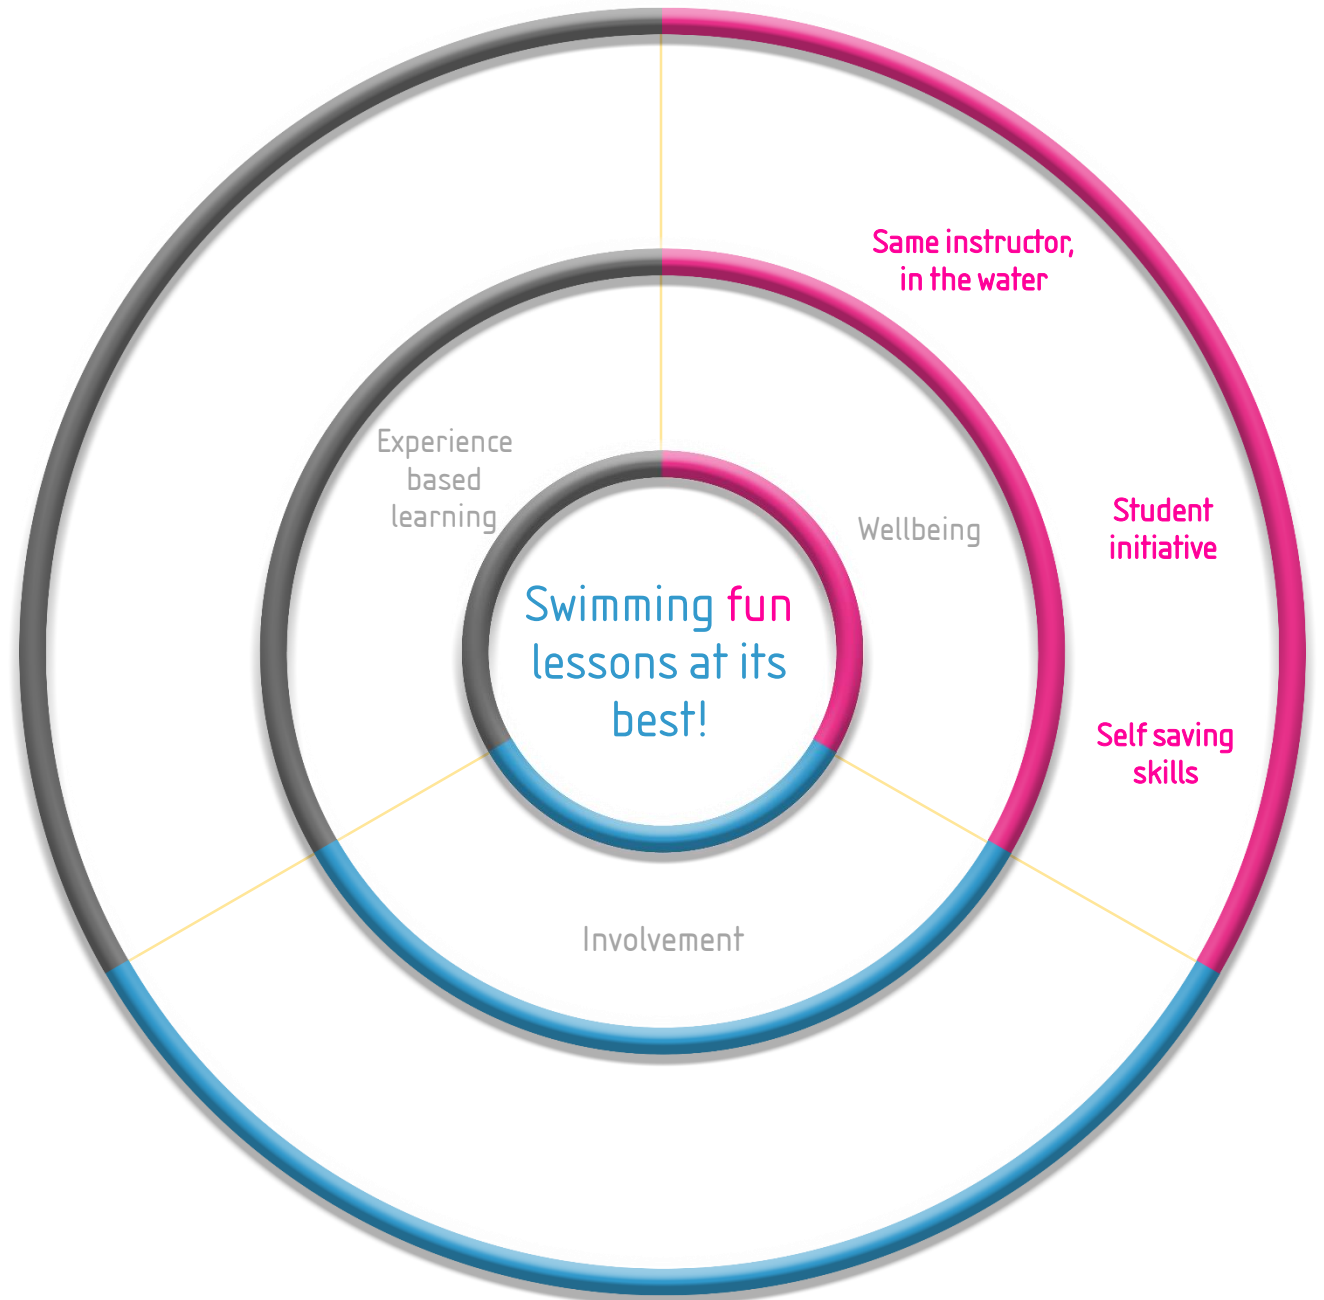 Same instructor,
in the water
Experience
based
learning
Wellbeing
Student
initiative
Swimming fun
lessons at its
best!
Self saving
skills
Involvement